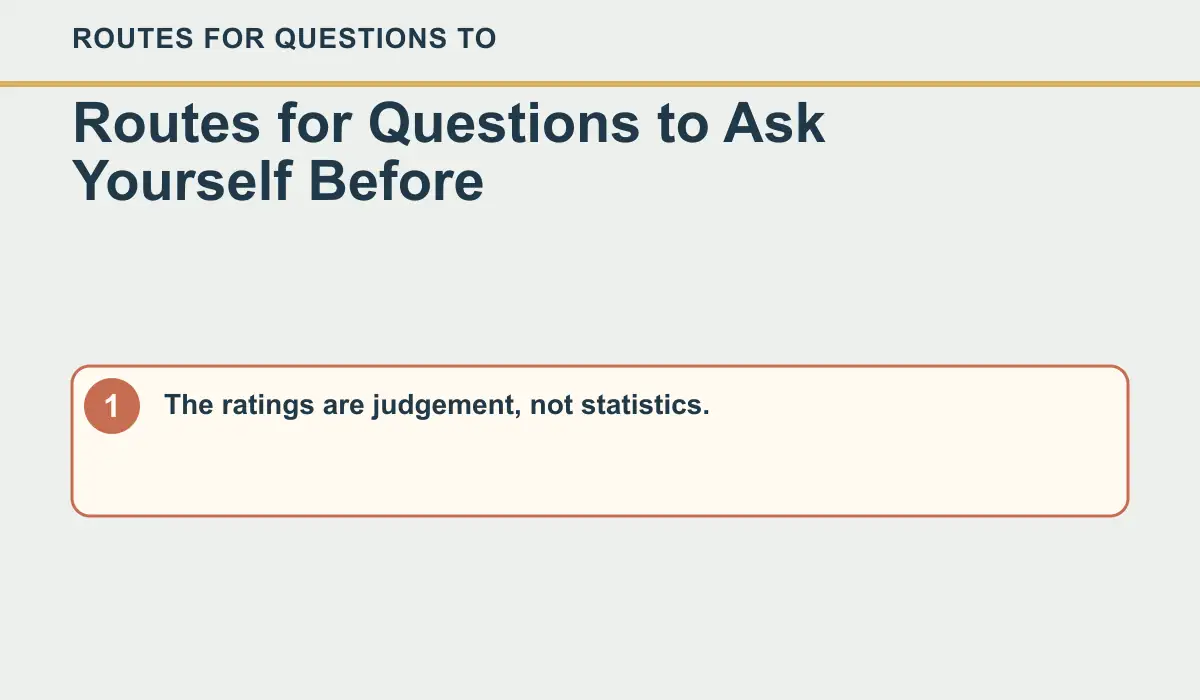 ROUTES FOR QUESTIONS TO
Routes for Questions to Ask
Yourself Before
1
The ratings are judgement, not statistics.